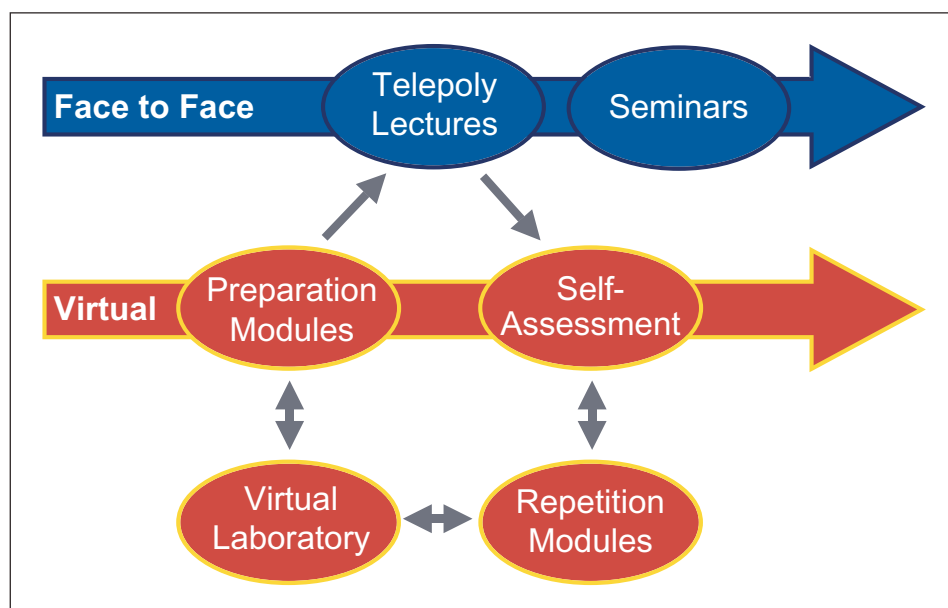 Face to Face
Telepoly
Lectures
Seminars
Virtual
Preparation
Modules
Self-
Assessment
Virtual
Laboratory
Repetition
Modules